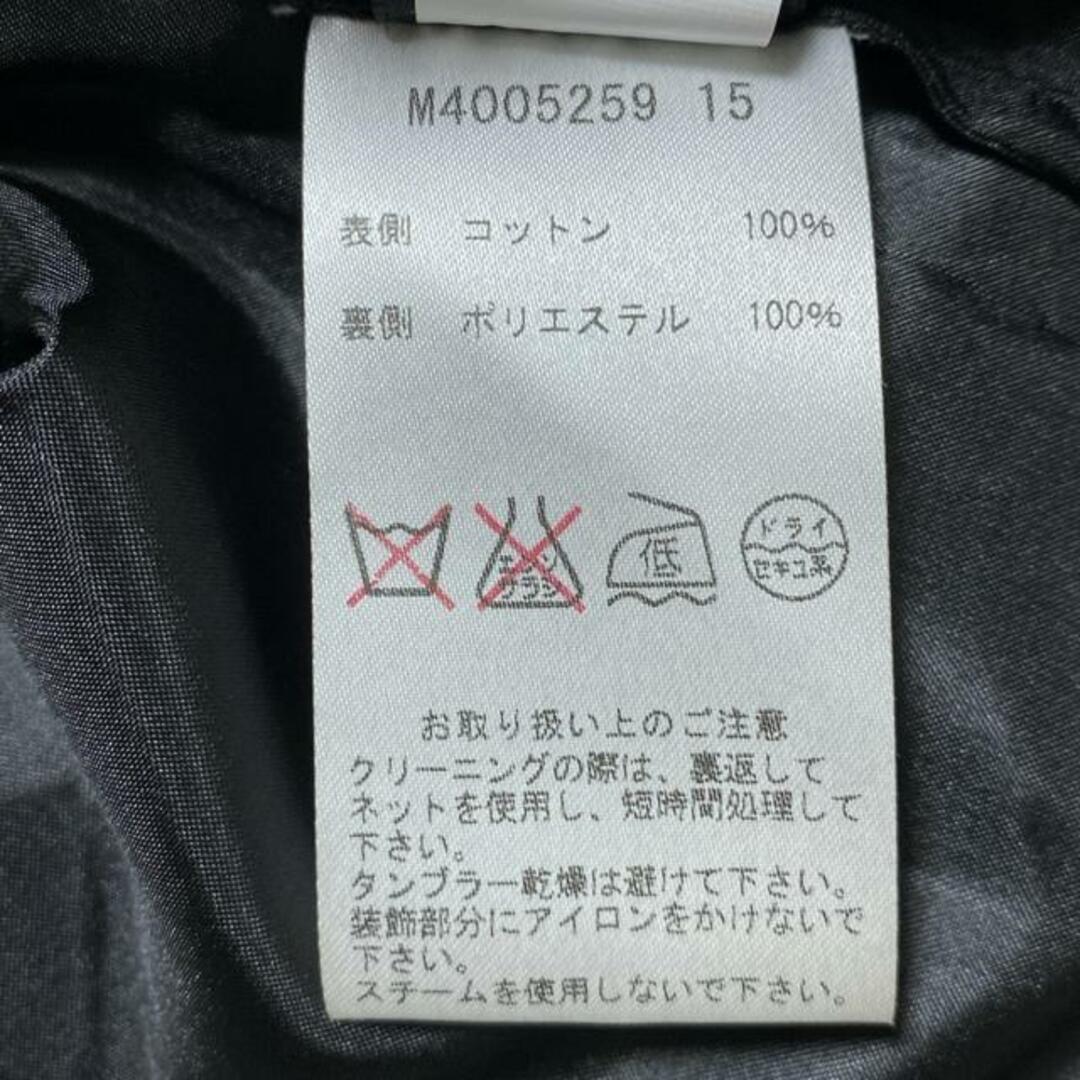 M4005259 15
表側 コットン 100%
裏側 ポリエステル 100%
エンソ
サラシ
低
ドライ
セキユ系
お取り扱い上のご注意
クリーニングの際は、裏返して
ネットを使用し、短時間処理して
下さい。
タンブラー乾燥は避けて下さい。
装飾部分にアイロンをかけないで
下さい。
スチームを使用しないで下さい。